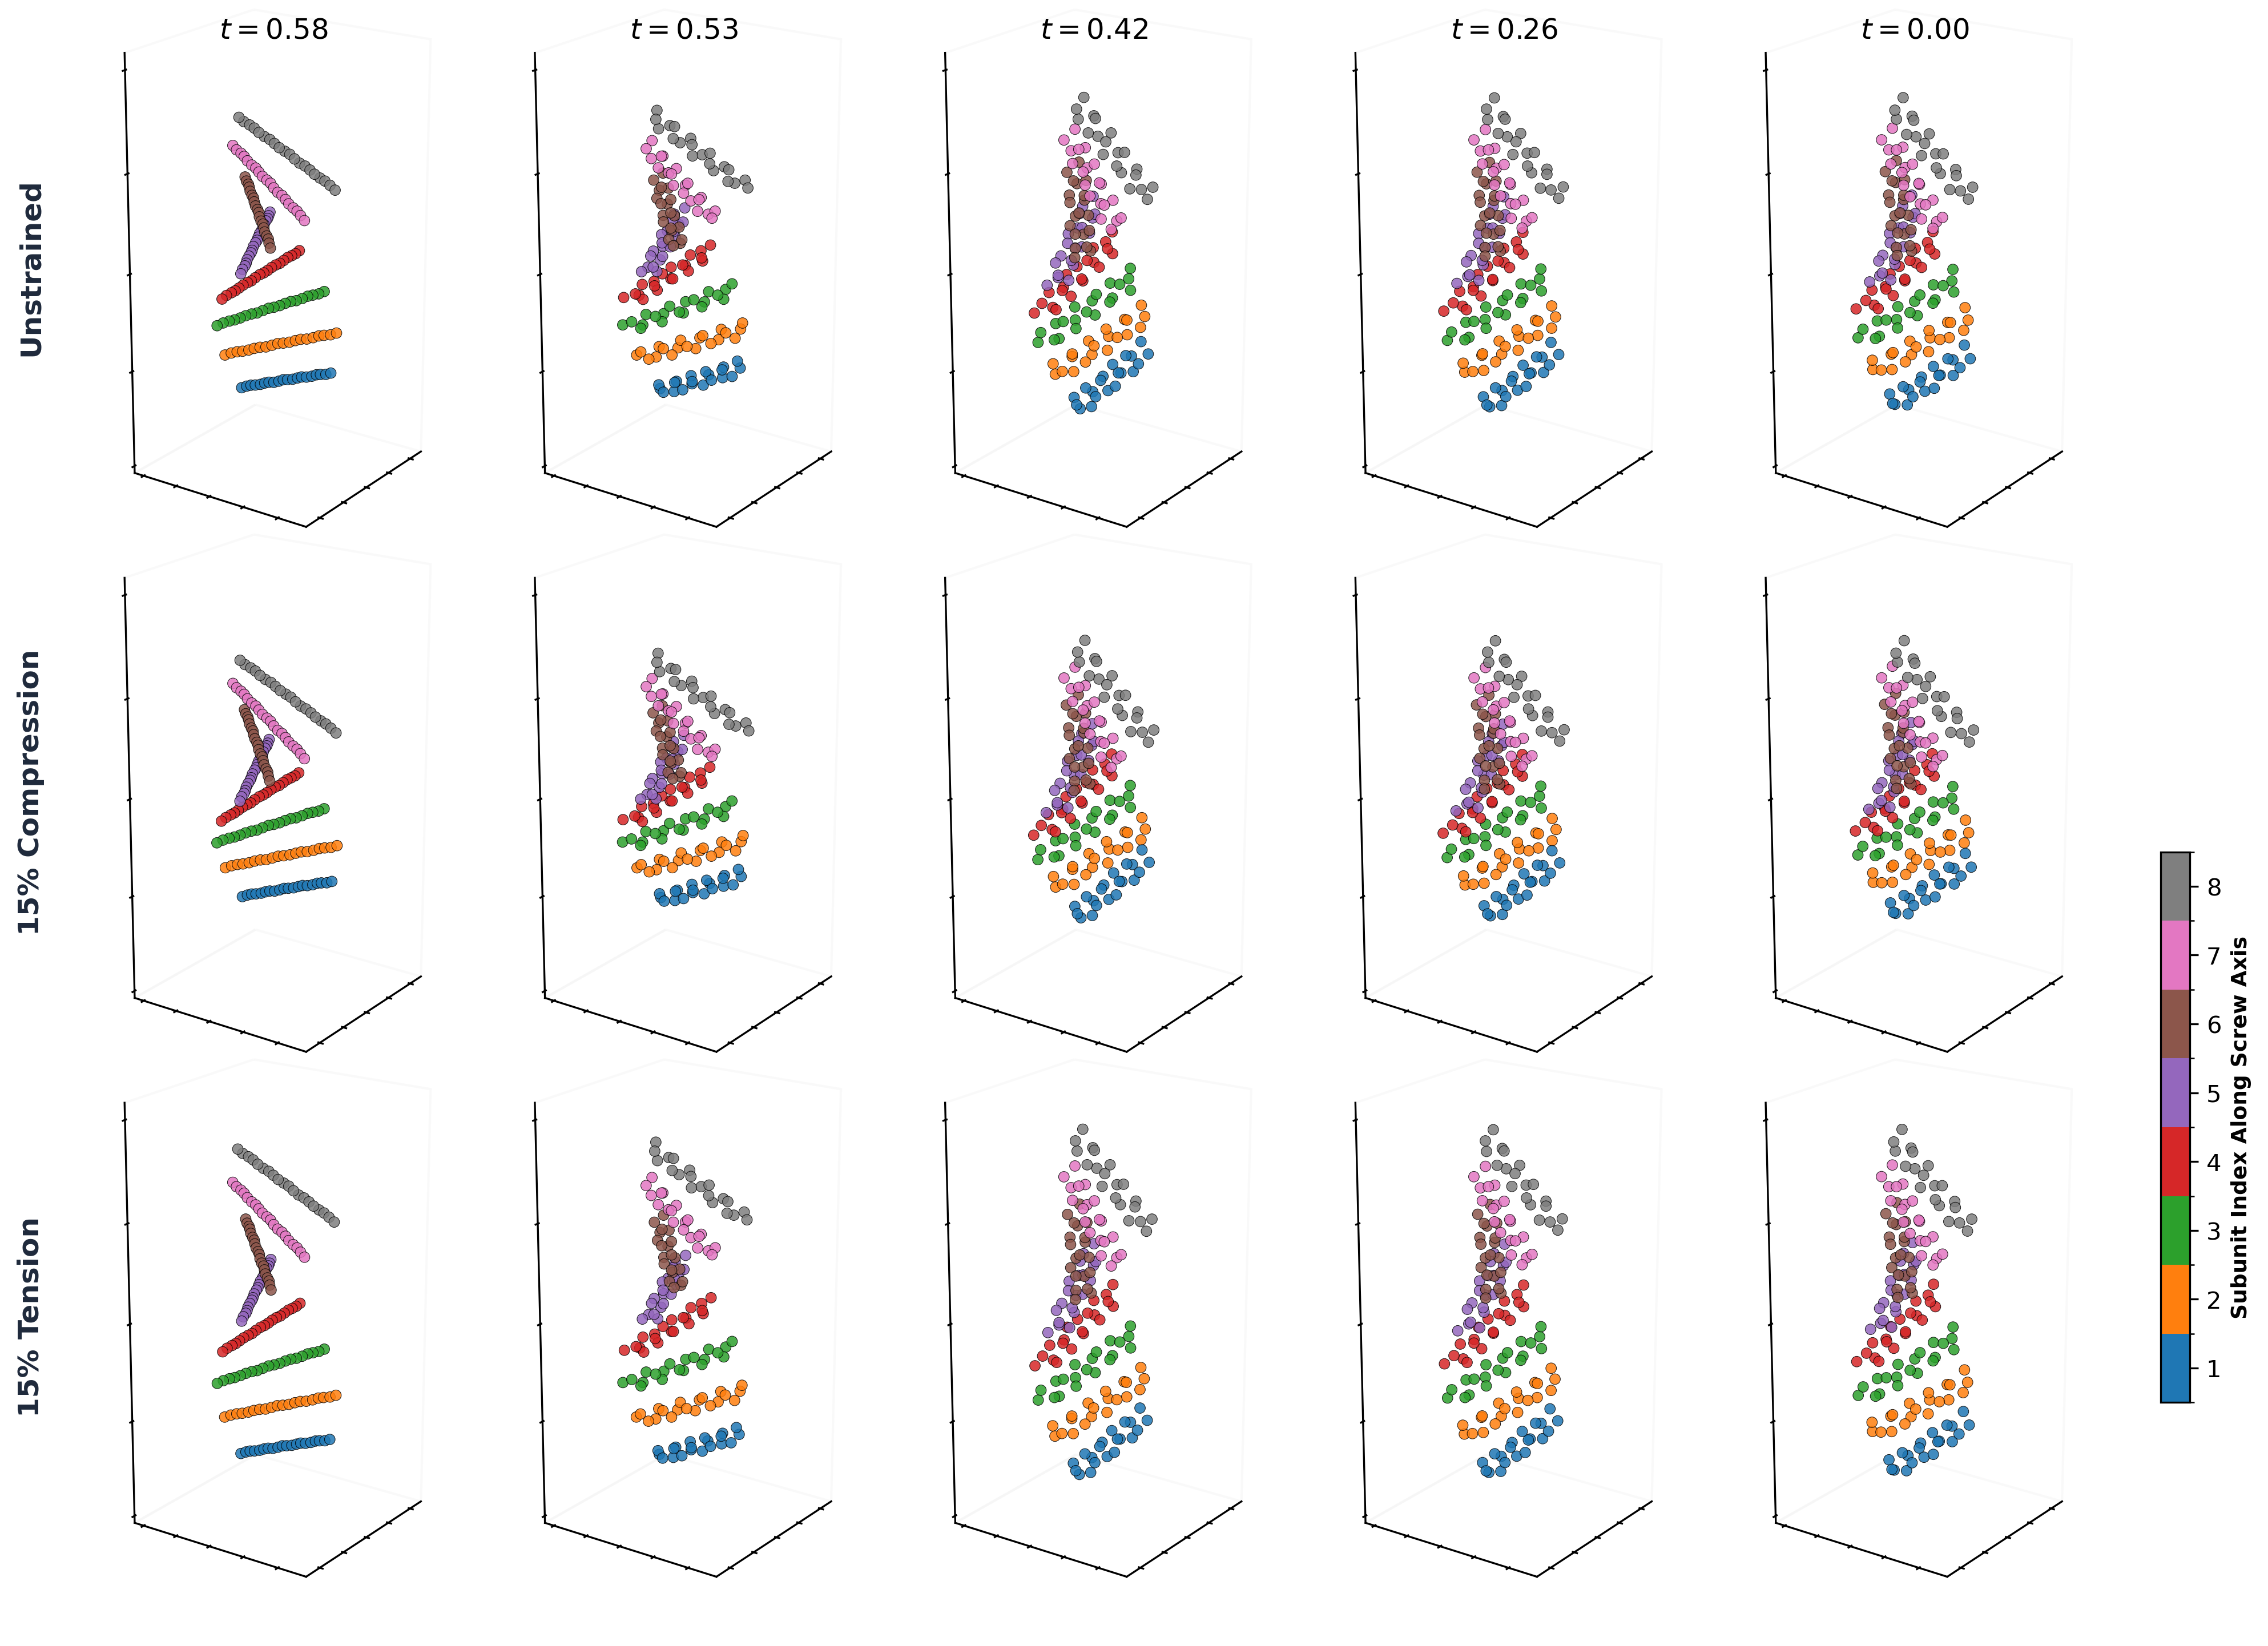 t = 0.58
t = 0.53
t = 0.42
t = 0.26
t = 0.00
Unstrained
15% Compression
15% Tension
8
7
6
5
4
3
2
1
Subunit Index Along Screw Axis